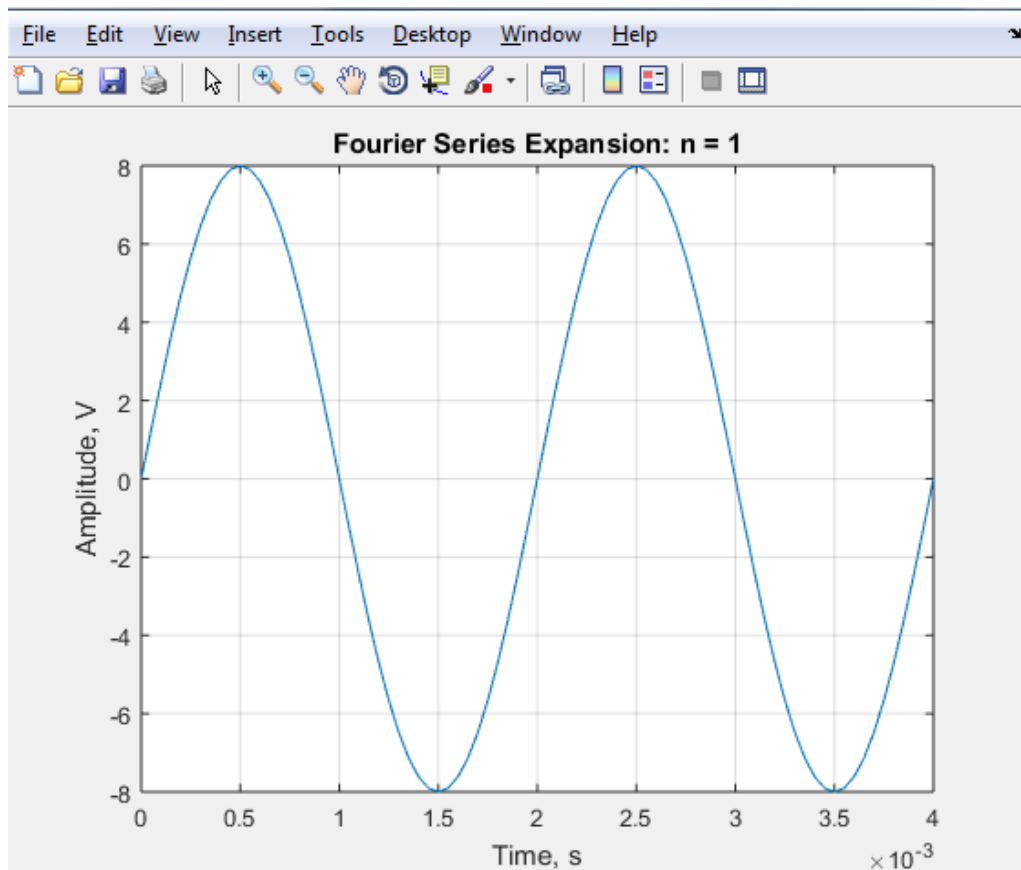 File Edit View Insert Tools Desktop Window Help
Fourier Series Expansion: n = 1
8
6
4
2
0
-2
-4
-6
-8
Amplitude, V
0 0.5 1 1.5 2 2.5 3 3.5 4
Time, s
×10-3